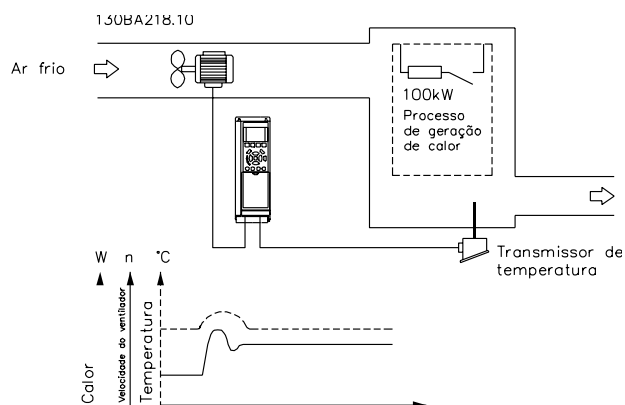 130BA218.10
Ar frio
100kW
Processo
de geração
de calor
Transmissor de
temperatura
W n °C
Calor
Velocidade do ventilador
Temperatura